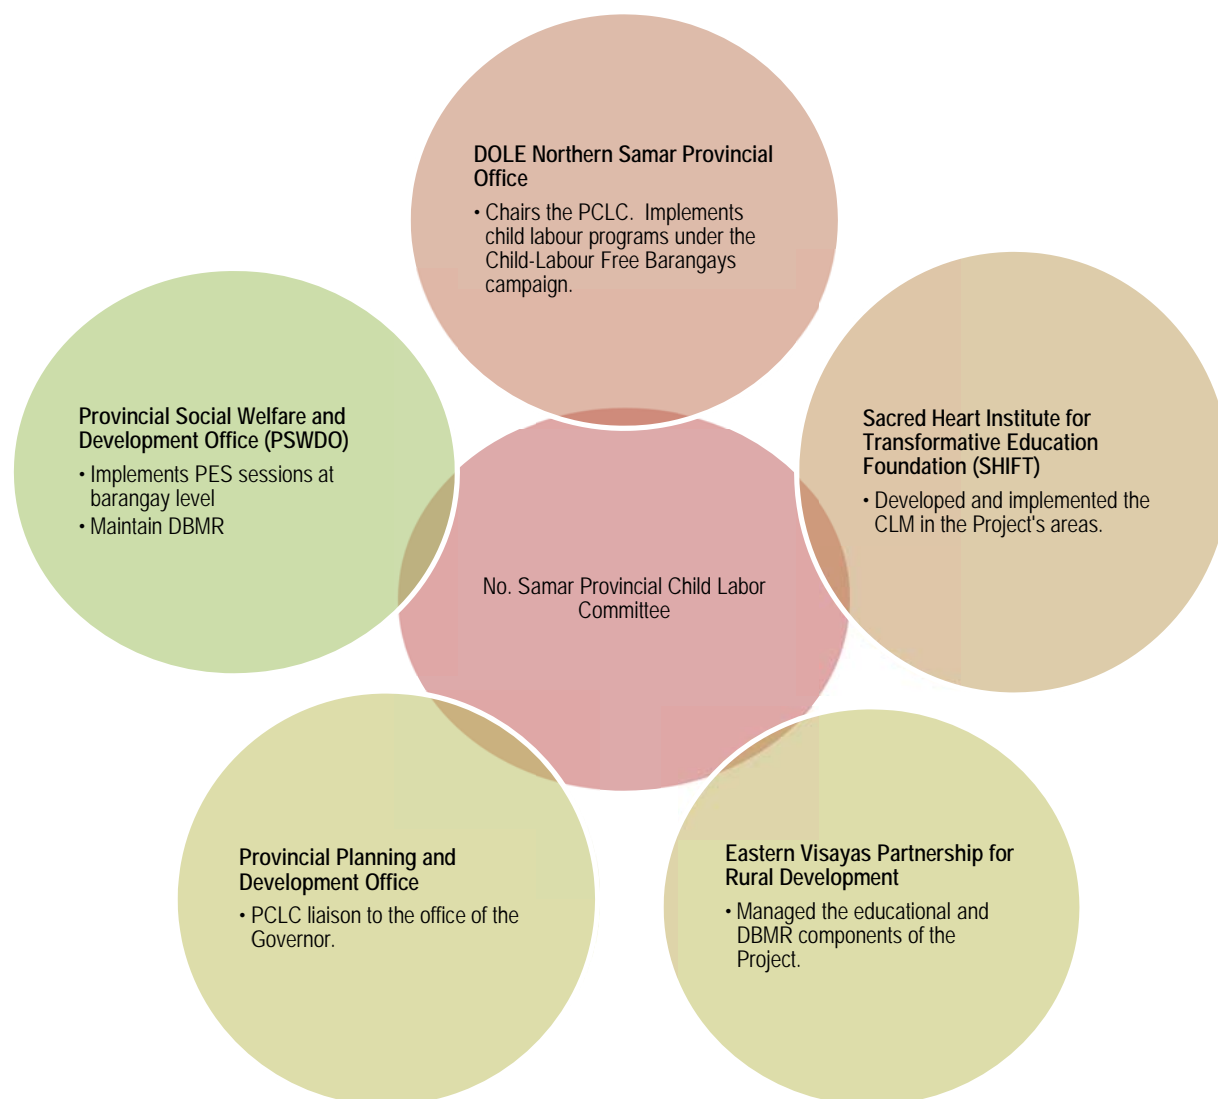 DOLE Northern Samar Provincial
Office
• Chairs the PCLC.  Implements
child labour programs under the
Child-Labour Free Barangays
campaign.
Sacred Heart Institute for
Transformative Education
Foundation (SHIFT)
• Developed and implemented the
CLM in the Project's areas.
Eastern Visayas Partnership for
Rural Development
• Managed the educational and
DBMR components of the
Project.
Provincial Planning and
Development Office
• PCLC liaison to the office of the
Governor.
Provincial Social Welfare and
Development Office (PSWDO)
• Implements PES sessions at
barangay level
• Maintain DBMR
No. Samar Provincial Child Labor
Committee